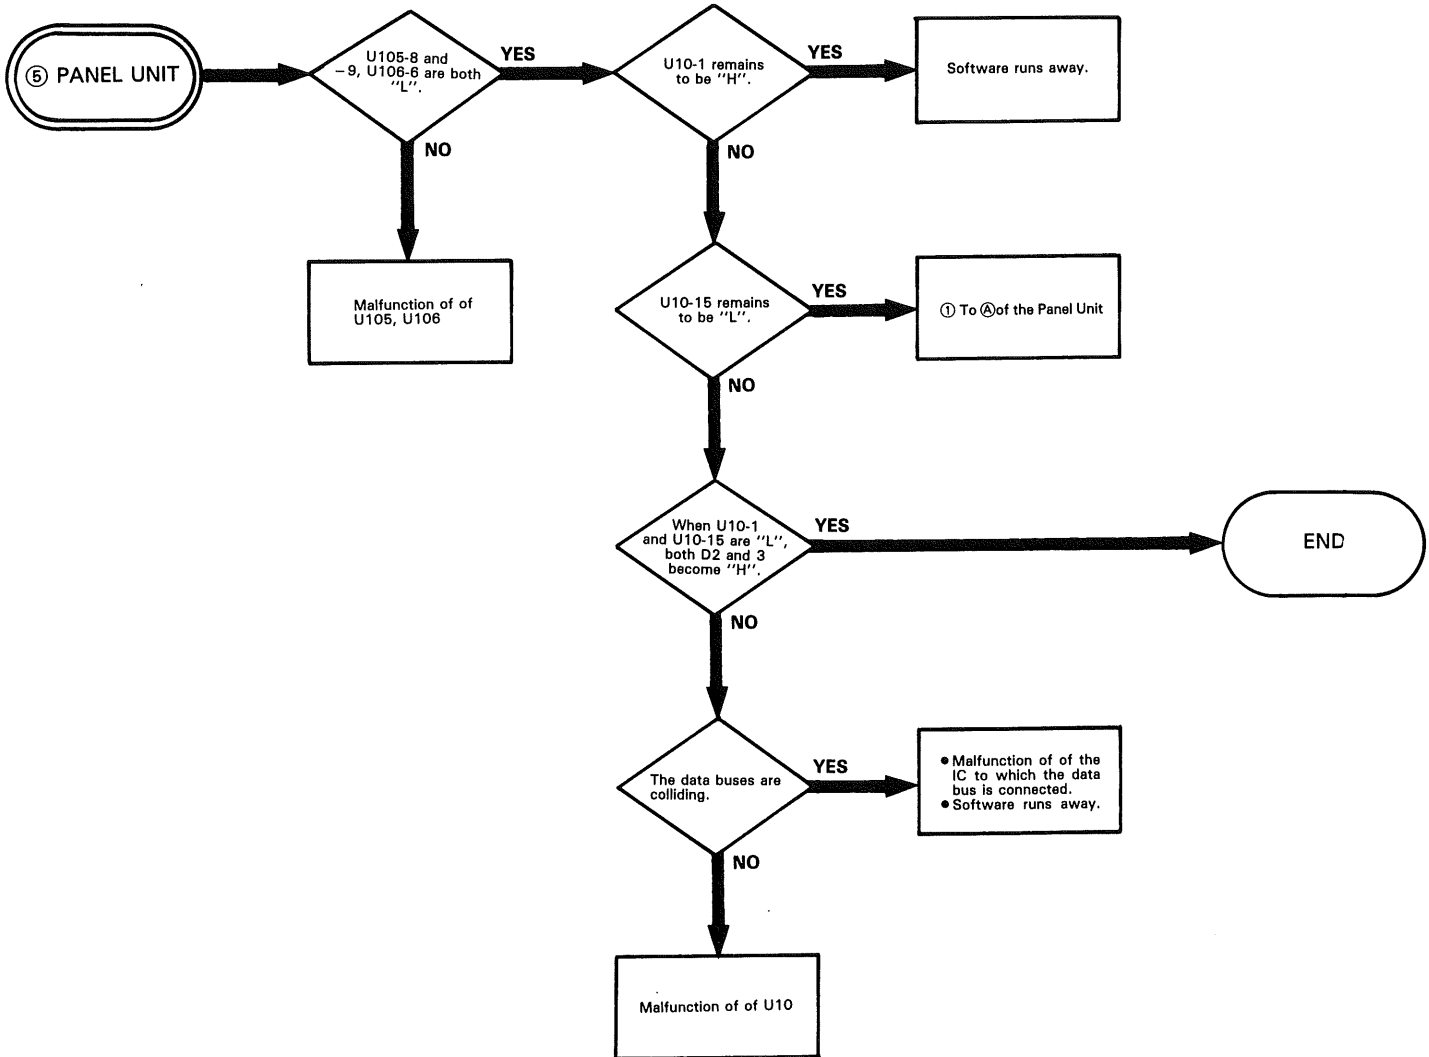 ⑤ PANEL UNIT
U105-8 and
-9, U106-6 are both
"L".
YES
U10-1 remains
to be "H".
YES
Software runs away.
NO
Malfunction of of
U105, U106
NO
U10-15 remains
to be "L".
YES
① To Ⓐof the Panel Unit
NO
When U10-1
and U10-15 are "L",
both D2 and 3
become "H".
YES
END
NO
The data buses are
colliding.
YES
● Malfunction of of the
IC to which the data
bus is connected.
● Software runs away.
NO
Malfunction of of U10